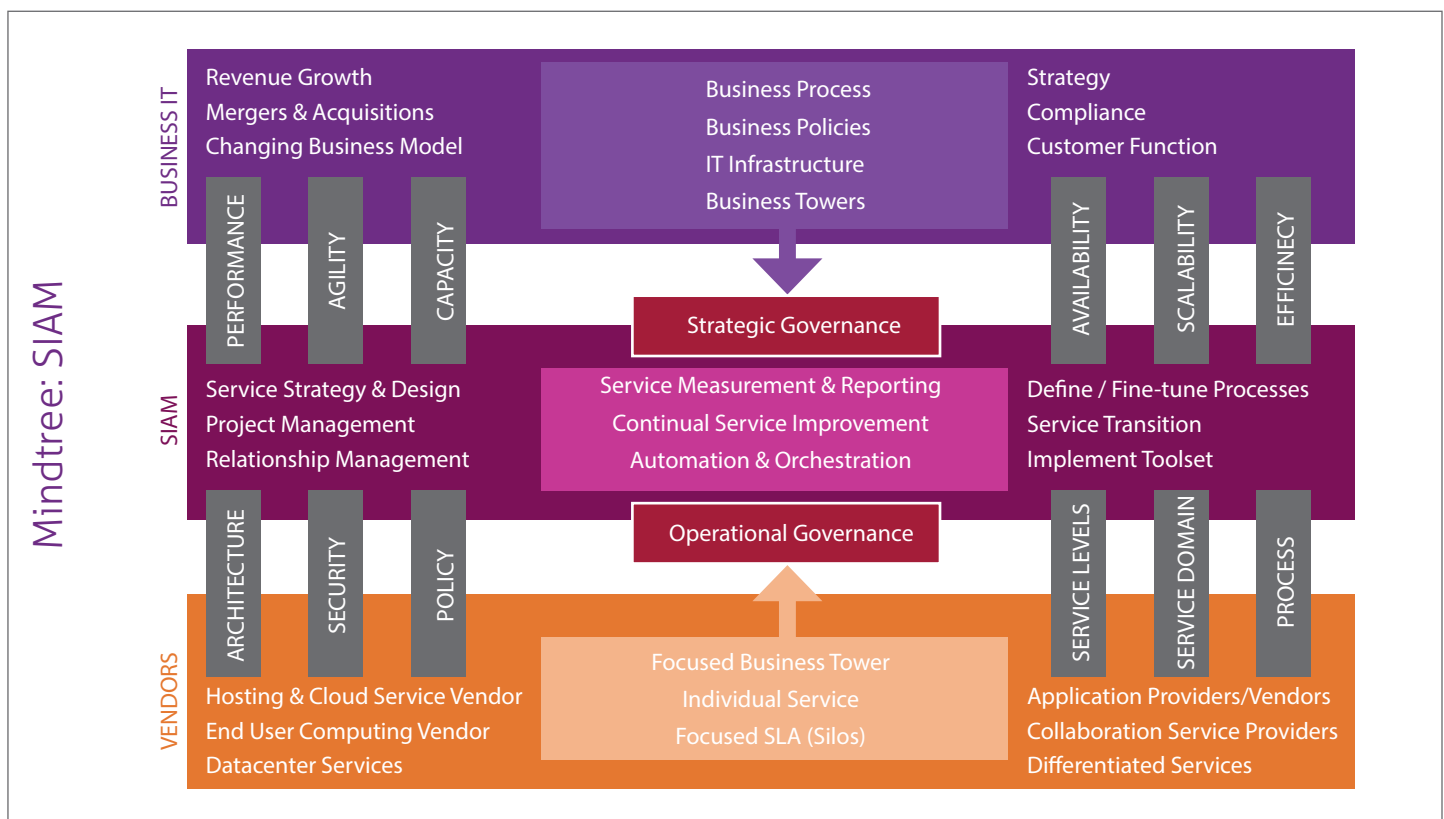 Mindtree: SIAM
BUSINESS IT
Revenue Growth
Mergers & Acquisitions
Changing Business Model
Business Process
Business Policies
IT Infrastructure
Business Towers
Strategy
Compliance
Customer Function
PERFORMANCE
AGILITY
CAPACITY
AVAILABILITY
SCALABILITY
EFFICINECY
Strategic Governance
SIAM
Service Strategy & Design
Project Management
Relationship Management
Service Measurement & Reporting
Continual Service Improvement
Automation & Orchestration
Define / Fine-tune Processes
Service Transition
Implement Toolset
Operational Governance
ARCHITECTURE
SECURITY
POLICY
SERVICE LEVELS
SERVICE DOMAIN
PROCESS
VENDORS
Hosting & Cloud Service Vendor
End User Computing Vendor
Datacenter Services
Focused Business Tower
Individual Service
Focused SLA (Silos)
Application Providers/Vendors
Collaboration Service Providers
Differentiated Services